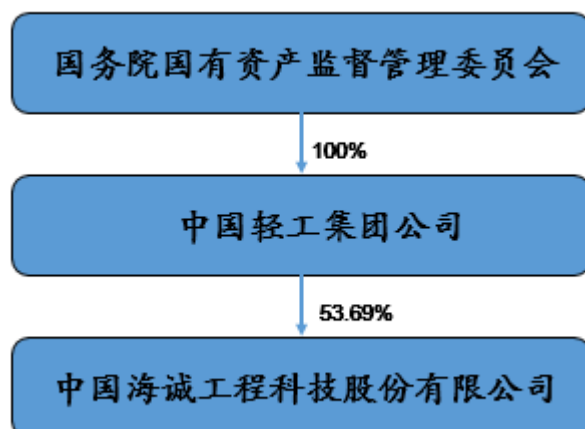 国务院国有资产监督管理委员会
100%
中国轻工集团公司
53.69%
中国海诚工程科技股份有限公司